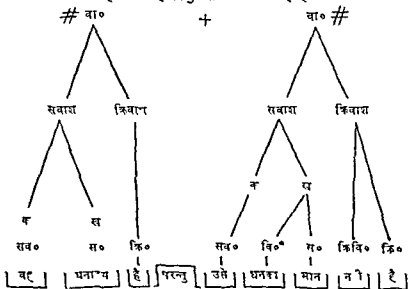 # वा० + वा० #
सवाश क्रिवाश सवाश क्रिवाश
क ख
क ख
सव० स० क्रि० सव० वि०* स० क्रिवि० क्रि०
वह धनाढ्य है परन्तु उसे धनका मान नही है